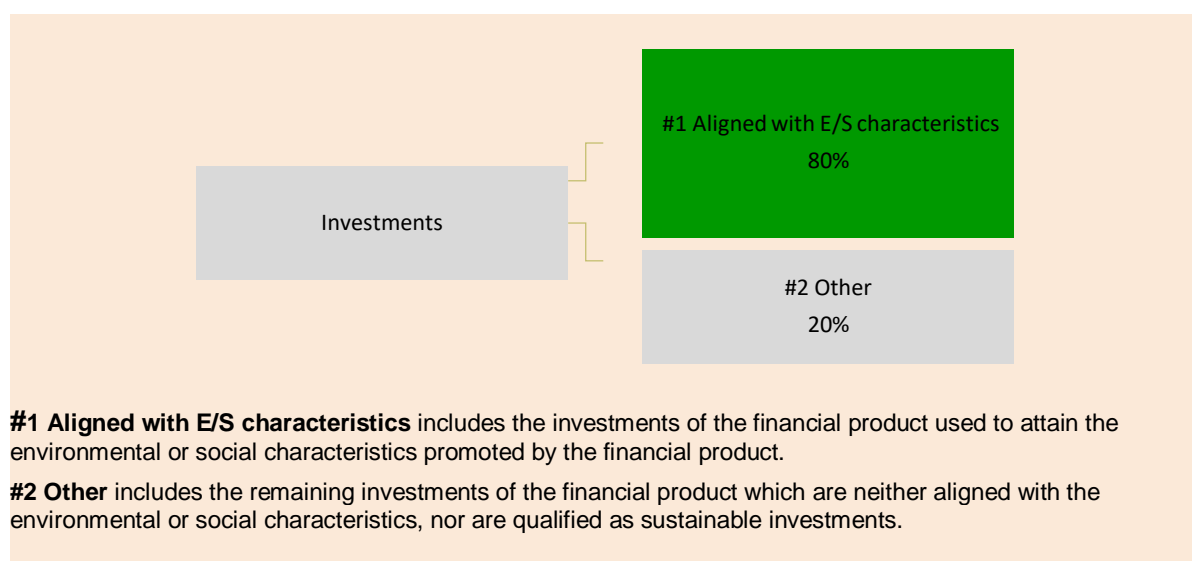 #1 Aligned with E/S characteristics
80%
Investments
#2 Other
20%
#1 Aligned with E/S characteristics includes the investments of the financial product used to attain the
environmental or social characteristics promoted by the financial product.
#2 Other includes the remaining investments of the financial product which are neither aligned with the
environmental or social characteristics, nor are qualified as sustainable investments.